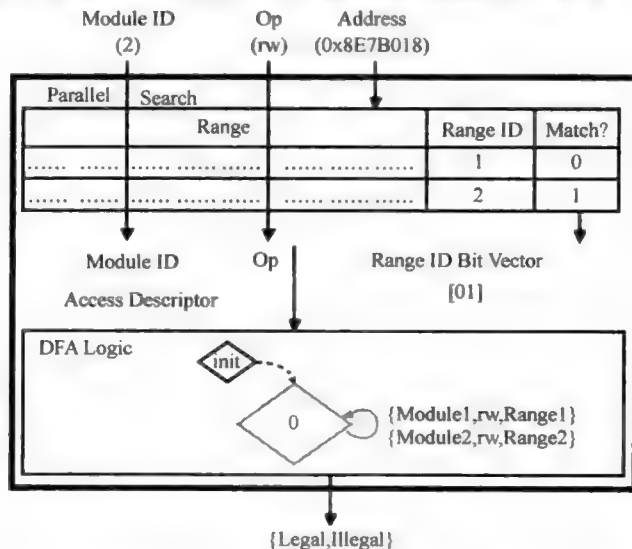 Module ID Op Address
(2) (rw) (0x8E7B018)
Parallel Search
Range Range ID Match?
...... ...... ...... ...... ...... ...... ...... ...... 1 0
...... ...... ...... ...... ...... ...... ...... ...... 2 1
Module ID Op Range ID Bit Vector
Access Descriptor [01]
DFA Logic
init
0
{Module1,rw,Range1}
{Module2,rw,Range2}
{Legal,Illegal}